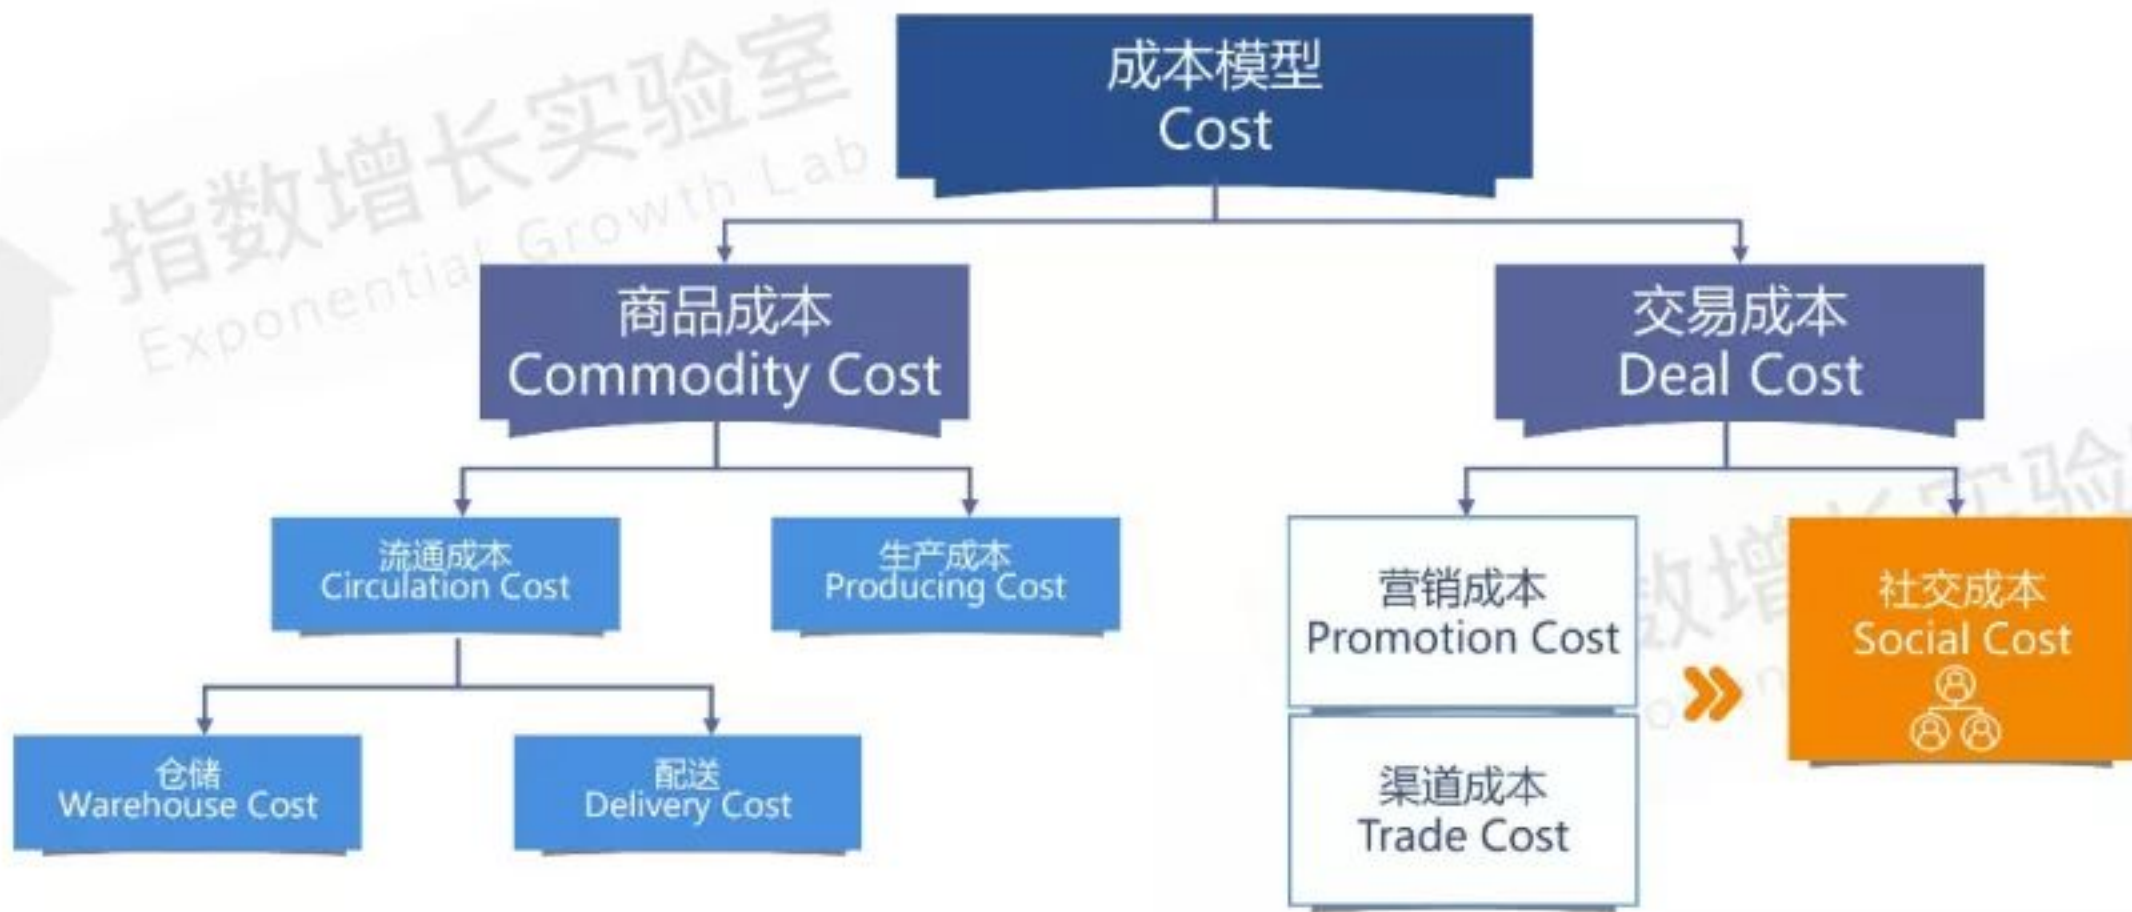 成本模型
Cost
指数增长实验室
Exponential Growth Lab
商品成本
Commodity Cost
交易成本
Deal Cost
流通成本
Circulation Cost
生产成本
Producing Cost
营销成本
Promotion Cost
社交成本
Social Cost
仓储
Warehouse Cost
配送
Delivery Cost
渠道成本
Trade Cost